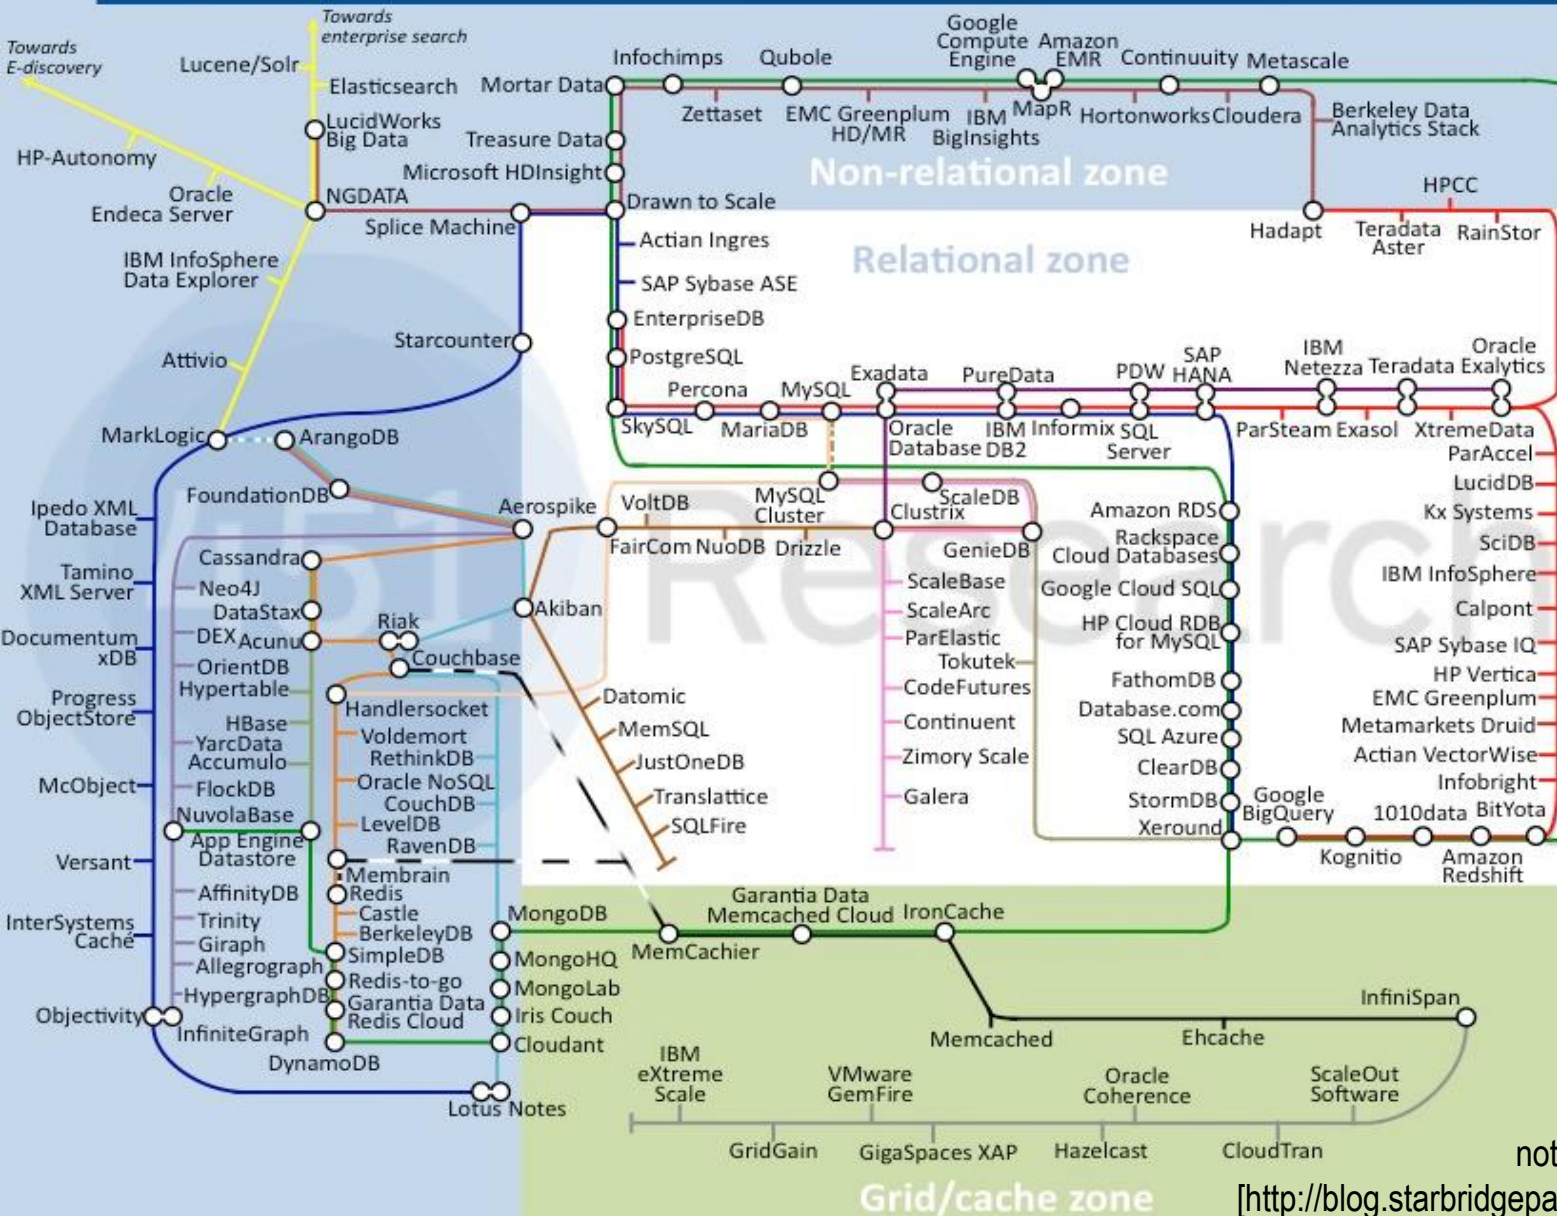 Towards
enterprise search
Towards
E-discovery
Lucene/Solr
Elasticsearch
LucidWorks
Big Data
HP-Autonomy
Oracle
Endeca Server
NGDATA
IBM InfoSphere
Data Explorer
Attivio
MarkLogic
ArangoDB
FoundationDB
Splice Machine
Starcounter
Mortar Data
Treasure Data
Microsoft HDInsight
Drawn to Scale
Infochimps
Qubole
Google
Compute
Engine
Amazon
EMR
Continuuity
Metascale
Zettaset
EMC Greenplum
HD/MR
IBM
BigInsights
MapR
Hortonworks
Cloudera
Berkeley Data
Analytics Stack
Non-relational zone
HPCC
Hadapt
Teradata
Aster
RainStor
Relational zone
Actian Ingres
SAP Sybase ASE
EnterpriseDB
PostgreSQL
SkySQL
Percona
MariaDB
MySQL
Exadata
Oracle
Database
PureData
IBM
DB2
Informix
PDW
SQL
Server
SAP
HANA
IBM
Netezza
Teradata
Oracle
Exalytics
ParSteam
Exasol
XtremeData
ParAccel
LucidDB
Kx Systems
SciDB
IBM InfoSphere
Calpont
SAP Sybase IQ
HP Vertica
EMC Greenplum
Metamarkets Druid
Actian VectorWise
Infobright
BitYota
1010data
Google
BigQuery
Kognitio
Amazon
Redshift
Amazon RDS
Rackspace
Cloud Databases
Google Cloud SQL
HP Cloud RDB
for MySQL
FathomDB
Database.com
SQL Azure
ClearDB
StormDB
Xeround
451 Research
Aerospike
VoltDB
FairCom
NuoDB
Drizzle
MySQL
Cluster
ScaleDB
Clustrix
GenieDB
ScaleBase
ScaleArc
ParElastic
Tokutek
CodeFutures
Continuent
Zimory Scale
Galera
Akiban
Datomic
MemSQL
JustOneDB
Translattice
SQLFire
Ipedo XML
Database
Tamino
XML Server
Documentum
xDB
Progress
ObjectStore
McObject
Versant
InterSystems
Caché
Objectivity
Cassandra
Neo4J
DataStax
DEX
Acunu
OrientDB
Hypertable
HBase
YarcData
Accumulo
FlockDB
NuvolaBase
App Engine
Datastore
AffinityDB
Trinity
Giraph
Allegrograph
HypergraphDB
InfiniteGraph
Riak
Couchbase
Handlersocket
Voldemort
RethinkDB
Oracle NoSQL
CouchDB
LevelDB
RavenDB
Membrain
Redis
Castle
BerkeleyDB
SimpleDB
Redis-to-go
Garantia Data
Redis Cloud
DynamoDB
MongoDB
MongoHQ
MongoLab
Iris Couch
Cloudant
Lotus Notes
MemCachier
Garantia Data
Memcached Cloud
IronCache
Memcached
Ehcache
InfiniSpan
IBM
eXtreme
Scale
VMware
GemFire
Oracle
Coherence
ScaleOut
Software
GridGain
GigaSpaces XAP
Hazelcast
CloudTran
Grid/cache zone
not
[http://blog.starbridgepa